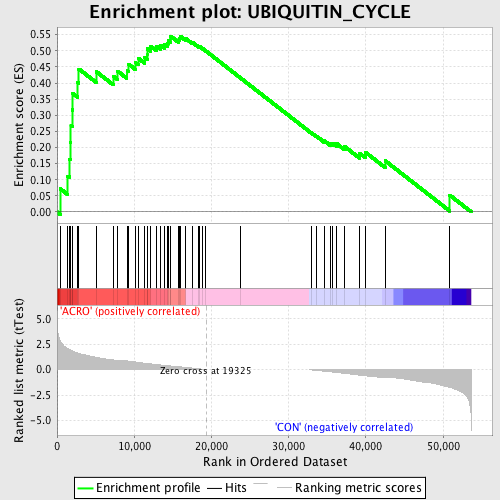 Enrichment plot: UBIQUITIN_CYCLE
Enrichment score (ES)
0.55
0.50
0.45
0.40
0.35
0.30
0.25
0.20
0.15
0.10
0.05
0.00
'ACRO' (positively correlated)
Ranked list metric (tTest)
5.0
2.5
0.0
-2.5
-5.0
Zero cross at 19325
'CON' (negatively correlated)
0
10,000
20,000
30,000
40,000
50,000
Rank in Ordered Dataset
Enrichment profile
Hits
Ranking metric scores